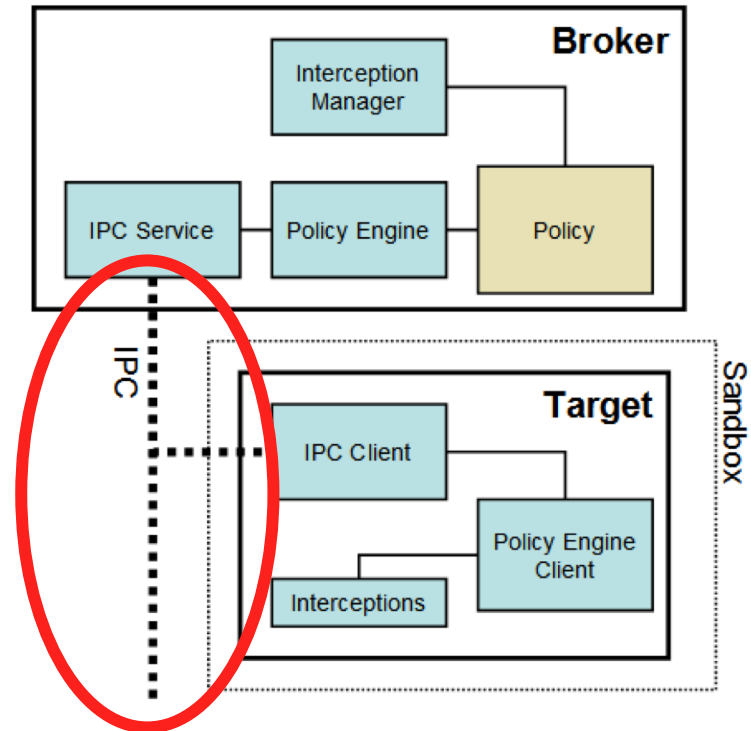 Broker
Interception
Manager
IPC Service
Policy Engine
Policy
IPC
Sandbox
Target
IPC Client
Policy Engine
Client
Interceptions